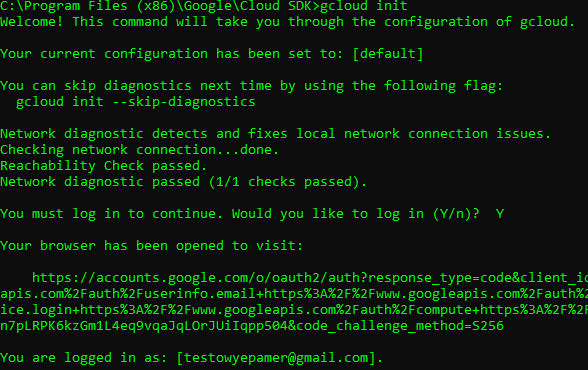 C:\Program Files (x86)\Google\Cloud SDK>gcloud init
Welcome! This command will take you through the configuration of gcloud.
Your current configuration has been set to: [default]
You can skip diagnostics next time by using the following flag:
gcloud init --skip-diagnostics
Network diagnostic detects and fixes local network connection issues.
Checking network connection...done.
Reachability Check passed.
Network diagnostic passed (1/1 checks passed).
You must log in to continue. Would you like to log in (Y/n)?  Y
Your browser has been opened to visit:
https://accounts.google.com/o/oauth2/auth?response_type=code&client_id
apis.com%2Fauth%2Fuserinfo.email+https%3A%2F%2Fwww.googleapis.com%2Fauth%2
ice.login+https%3A%2F%2Fwww.googleapis.com%2Fauth%2Fcompute+https%3A%2F%2F
n7pLRPK6kzGm1L4eq9vqaJqLOrJUiIqpp504&code_challenge_method=S256
You are logged in as: [testowyepamer@gmail.com].